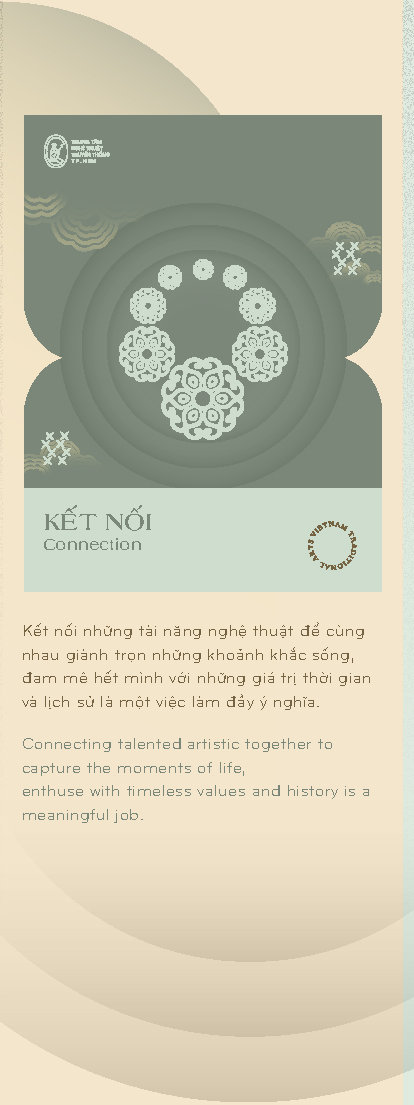 TRUNG TÂM
NGHỆ THUẬT
TRUYỀN THỐNG
TP.HCM
KẾT NỐI
Connection
VIETNAM TRADITIONAL ARTS
Kết nối những tài năng nghệ thuật để cùng
nhau giành trọn những khoảnh khắc sống,
đam mê hết mình với những giá trị thời gian
và lịch sử là một việc làm đầy ý nghĩa.
Connecting talented artistic together to
capture the moments of life,
enthuse with timeless values and history is a
meaningful job.